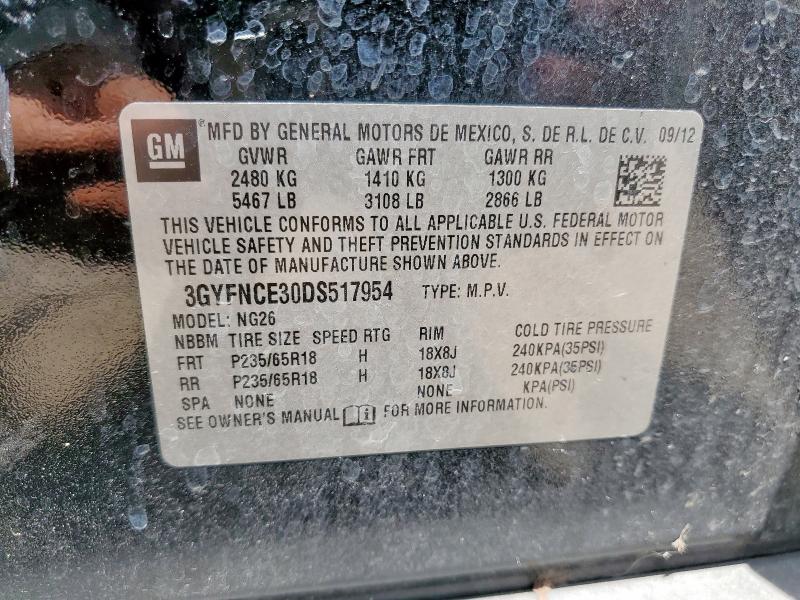 GM ® MFD BY GENERAL MOTORS DE MEXICO, S. DE R.L. DE C.V. 09/12
GVWR GAWR FRT GAWR RR
2480 KG 1410 KG 1300 KG
5467 LB 3108 LB 2866 LB
THIS VEHICLE CONFORMS TO ALL APPLICABLE U.S. FEDERAL MOTOR
VEHICLE SAFETY AND THEFT PREVENTION STANDARDS IN EFFECT ON
THE DATE OF MANUFACTURE SHOWN ABOVE.
3GYFNCE30DS517954 TYPE: M.P.V.
MODEL: NG26
NBBM TIRE SIZE SPEED RTG RIM COLD TIRE PRESSURE
FRT P235/65R18 H 18X8J 240KPA(35PSI)
RR P235/65R18 H 18X8J 240KPA(35PSI)
SPA NONE NONE KPA(PSI)
SEE OWNER'S MANUAL FOR MORE INFORMATION.